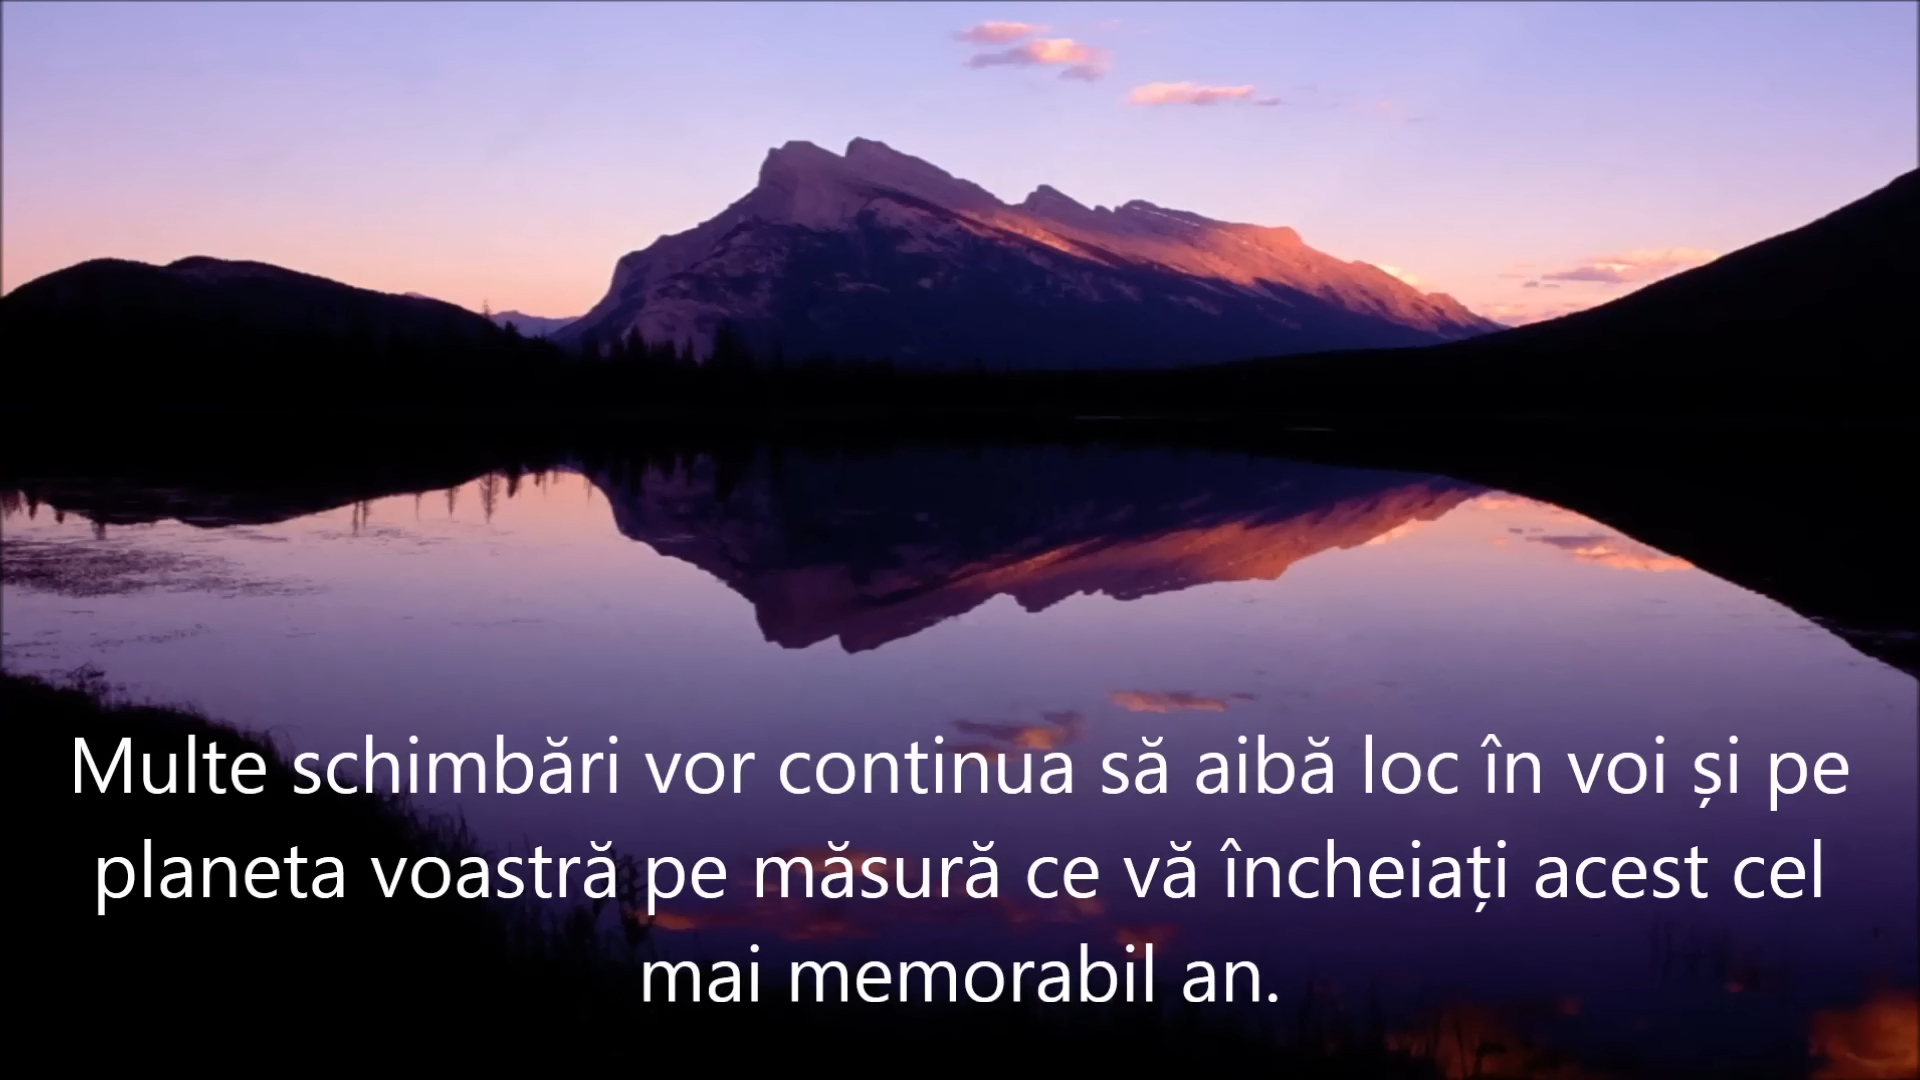 Multe schimbări vor continua să aibă loc în voi și pe
planeta voastră pe măsură ce vă încheiați acest cel
mai memorabil an.